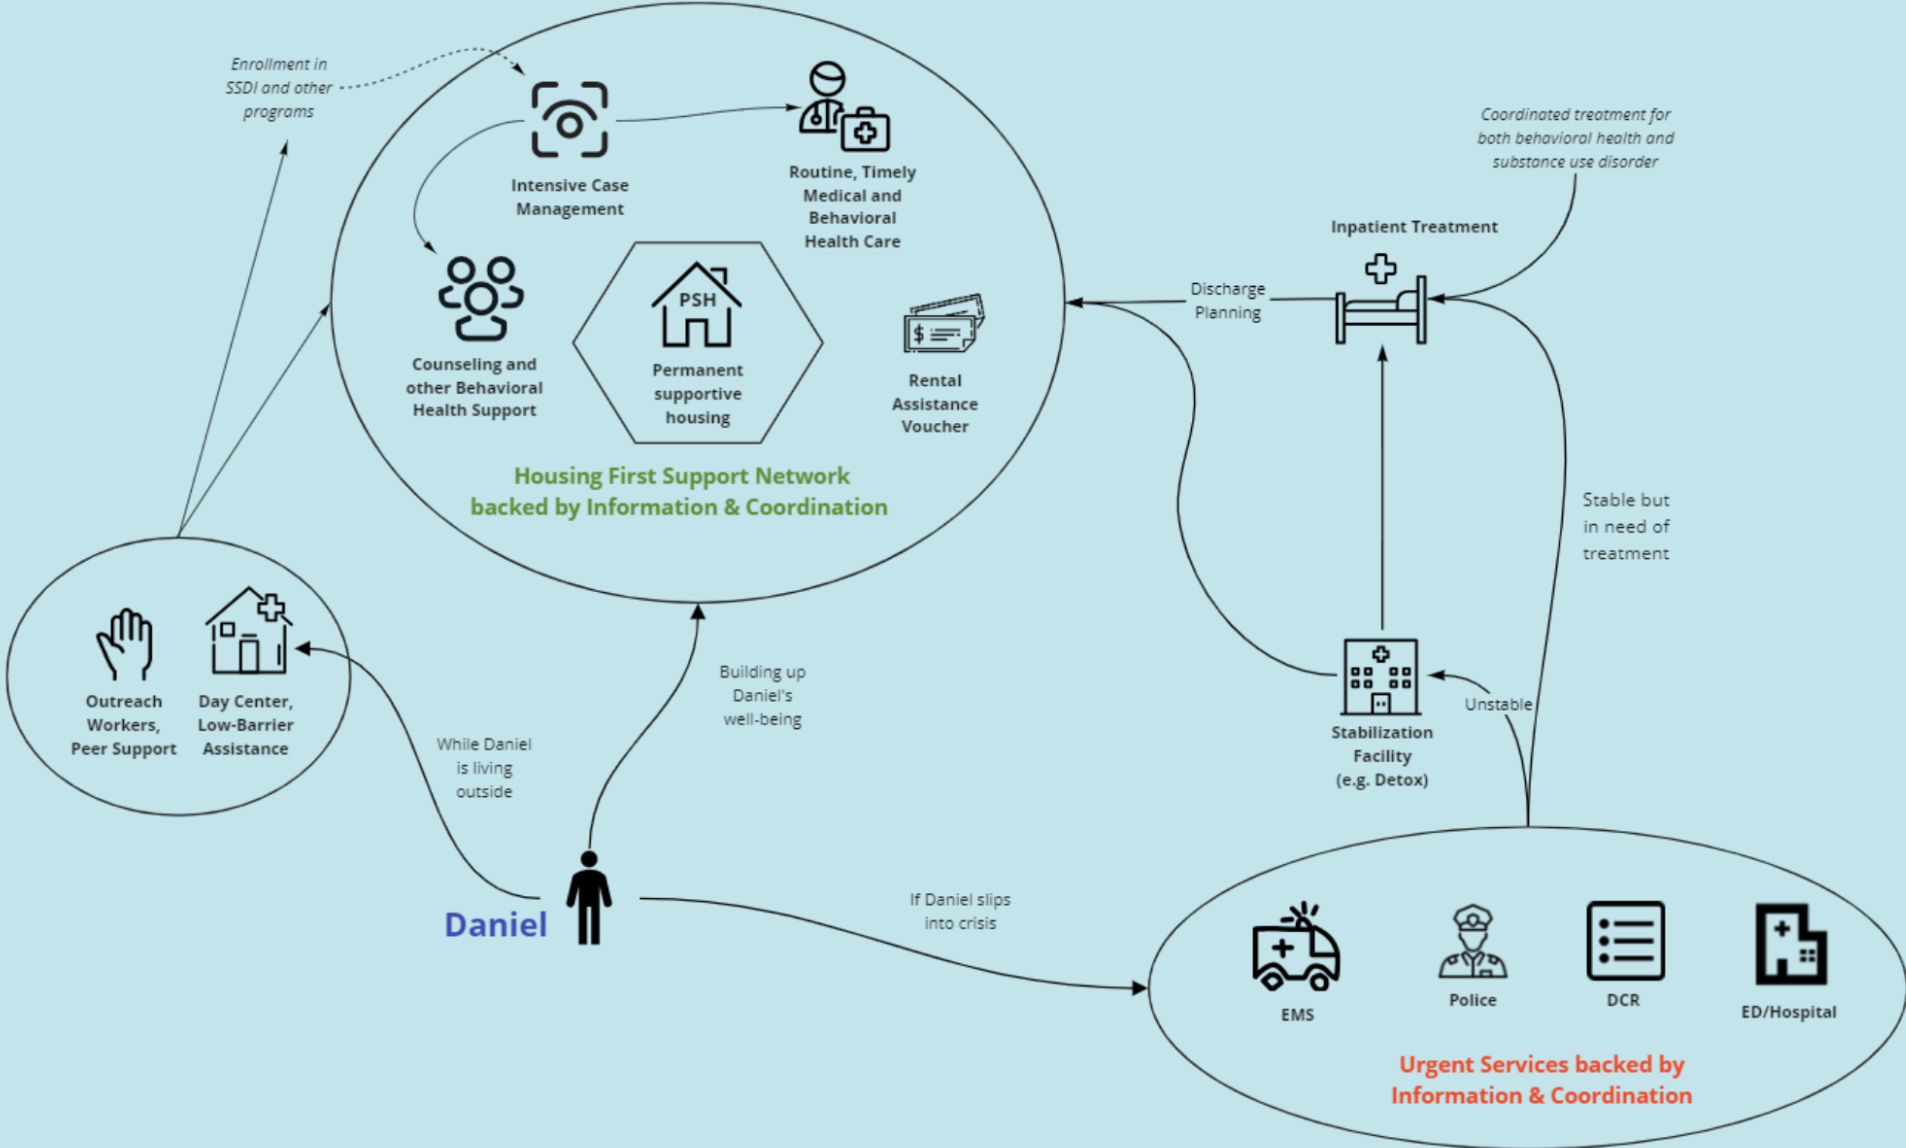 Enrollment in
SSDI and other
programs
Intensive Case
Management
Routine, Timely
Medical and
Behavioral
Health Care
Counseling and
other Behavioral
Health Support
PSH
Permanent
supportive
housing
$
Rental
Assistance
Voucher
Housing First Support Network
backed by Information & Coordination
Coordinated treatment for
both behavioral health and
substance use disorder
Inpatient Treatment
Discharge
Planning
Stable but
in need of
treatment
Unstable
Stabilization
Facility
(e.g. Detox)
Outreach
Workers,
Peer Support
Day Center,
Low-Barrier
Assistance
While Daniel
is living
outside
Building up
Daniel's
well-being
Daniel
If Daniel slips
into crisis
EMS
Police
DCR
ED/Hospital
Urgent Services backed by
Information & Coordination